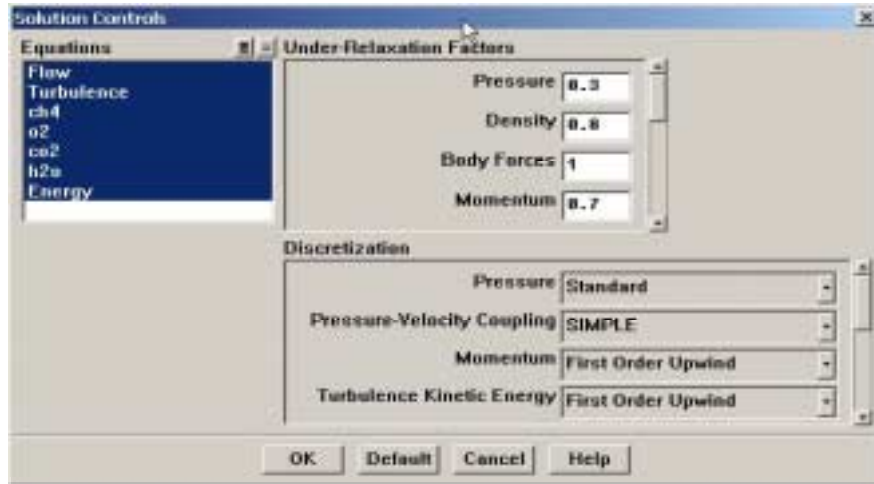 Solution Controls
Equations
Flow
Turbulence
ch4
o2
co2
h2o
Energy
Under-Relaxation Factors
Pressure 0.3
Density 0.8
Body Forces 1
Momentum 0.7
Discretization
Pressure Standard
Pressure-Velocity Coupling SIMPLE
Momentum First Order Upwind
Turbulence Kinetic Energy First Order Upwind
OK Default Cancel Help